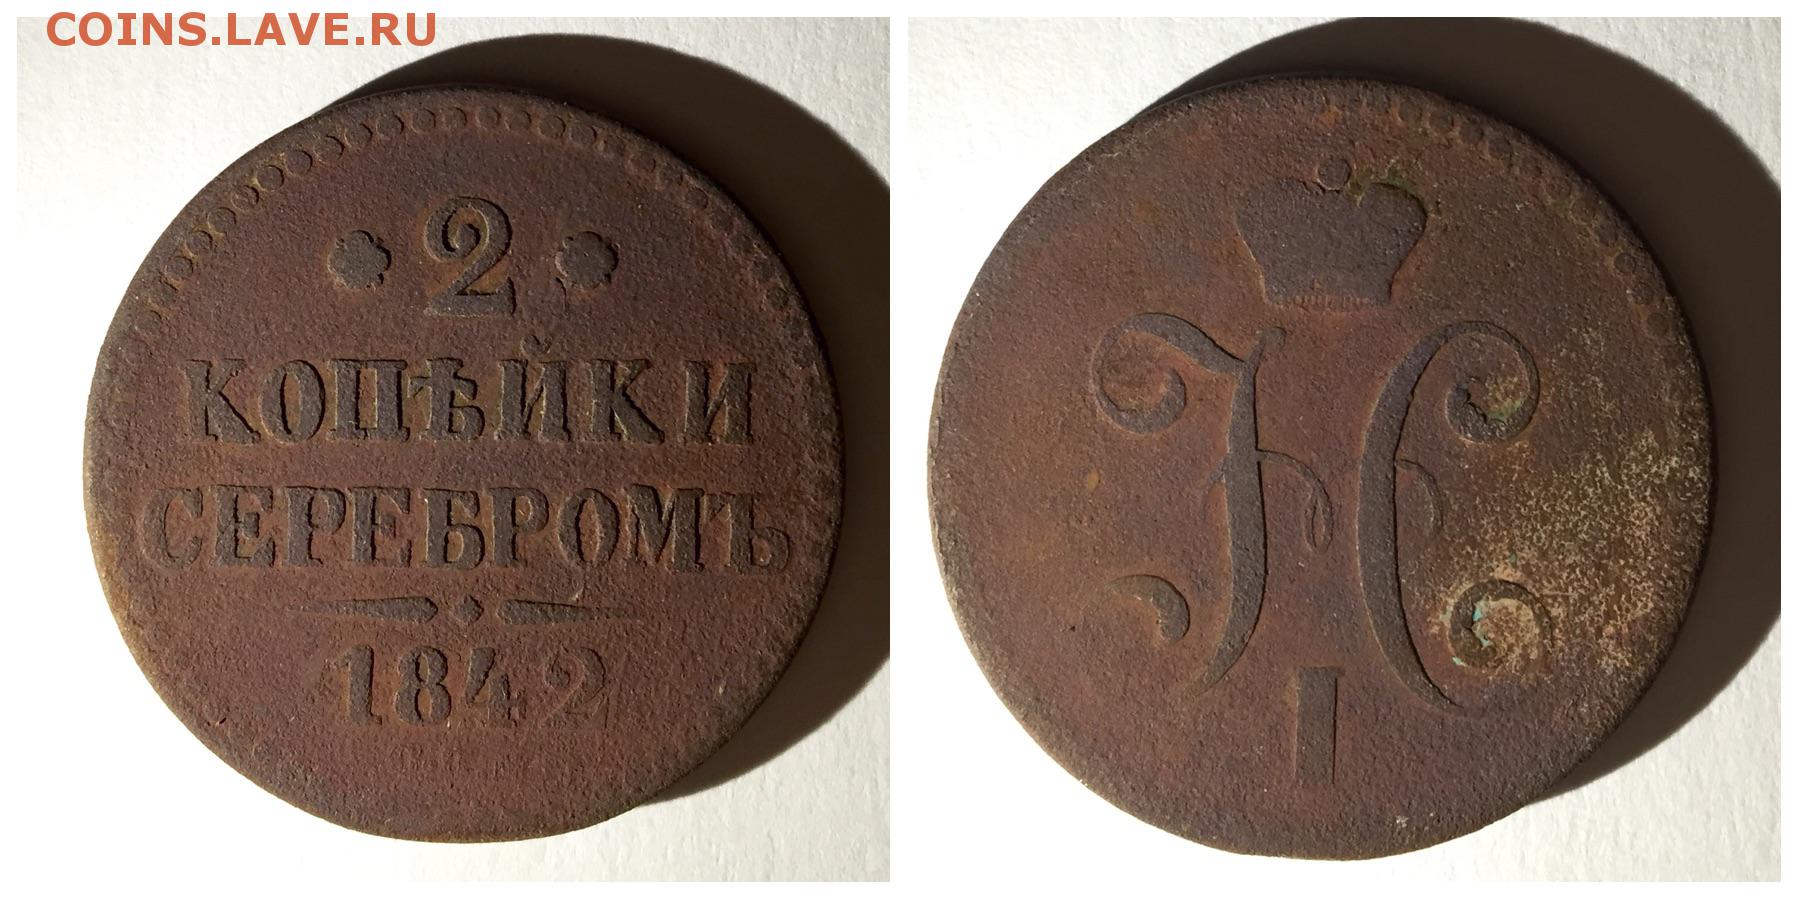 COINS.LAVE.RU
2
КОПѢЙКИ
СЕРЕБРОМЪ
1842
Н
I